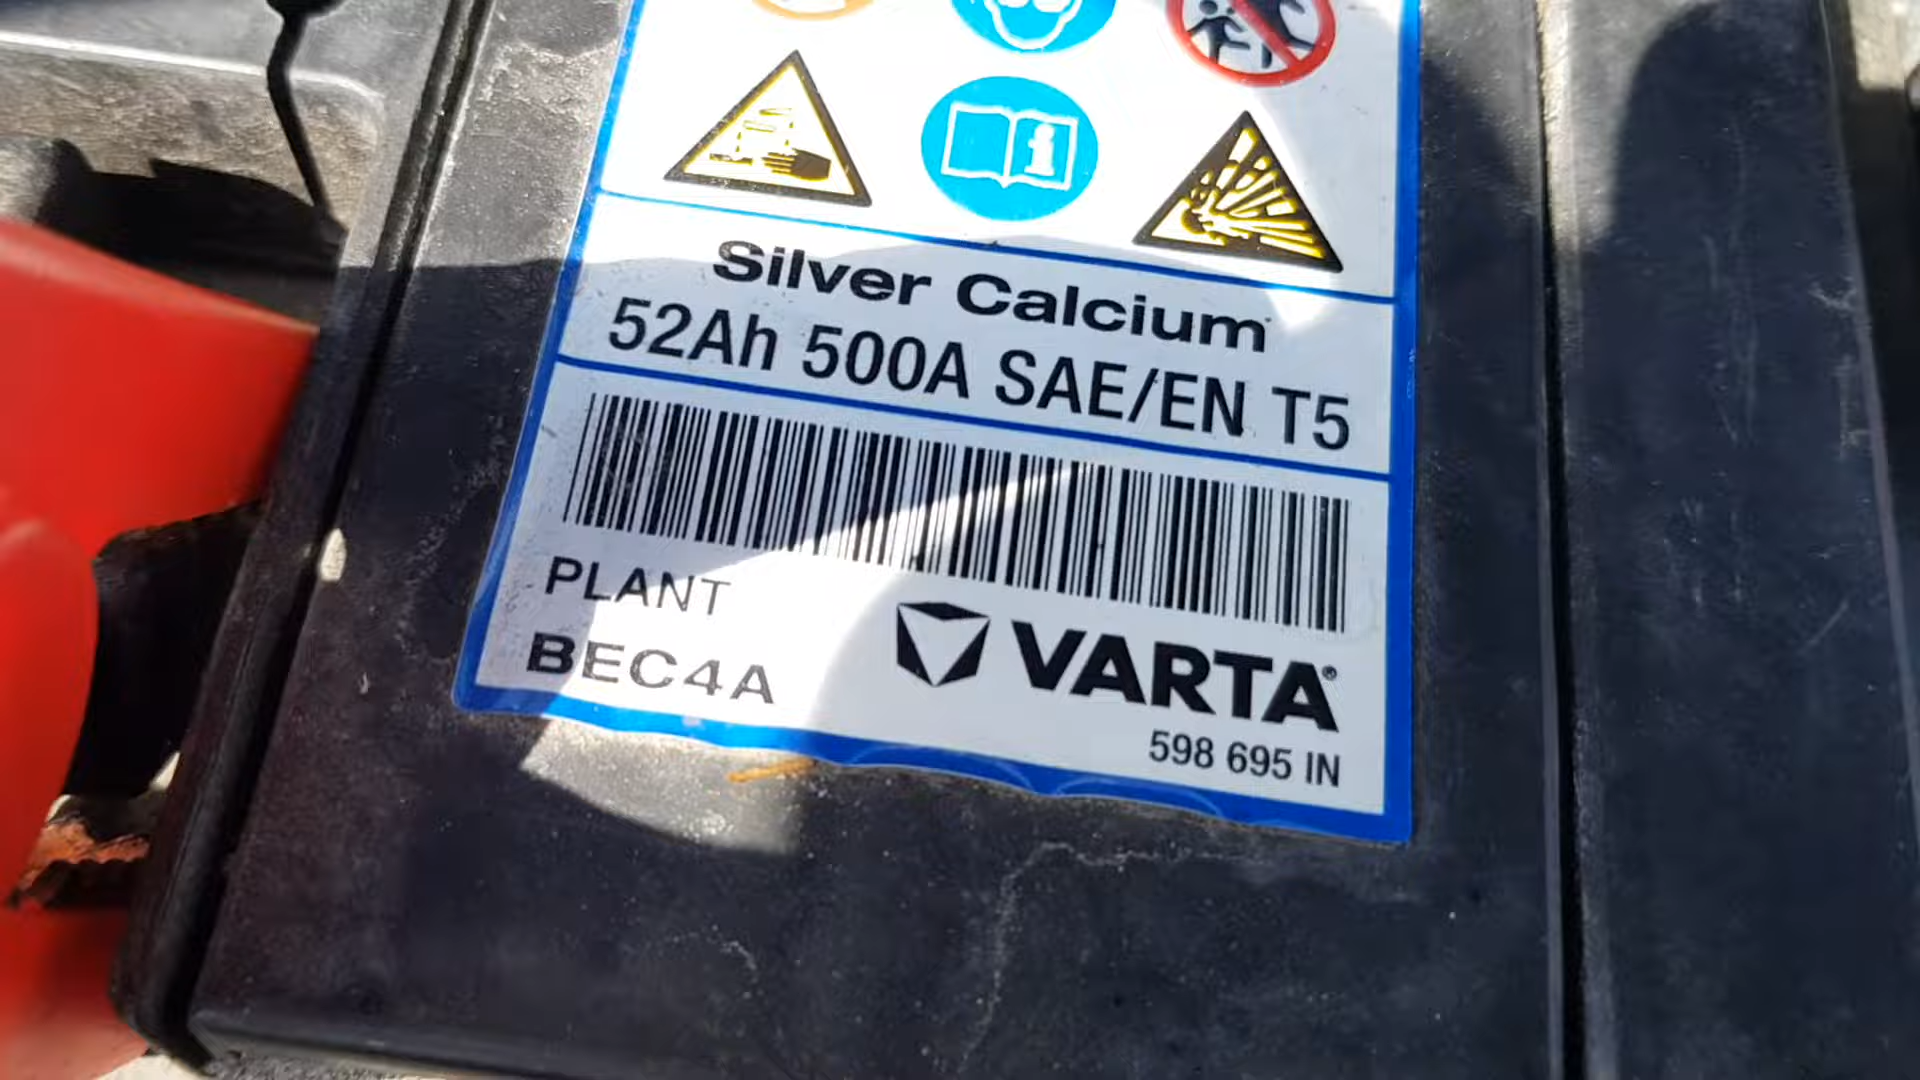 Silver Calcium
52Ah 500A SAE/EN T5
PLANT
BEC4A
VARTA®
598 695 IN